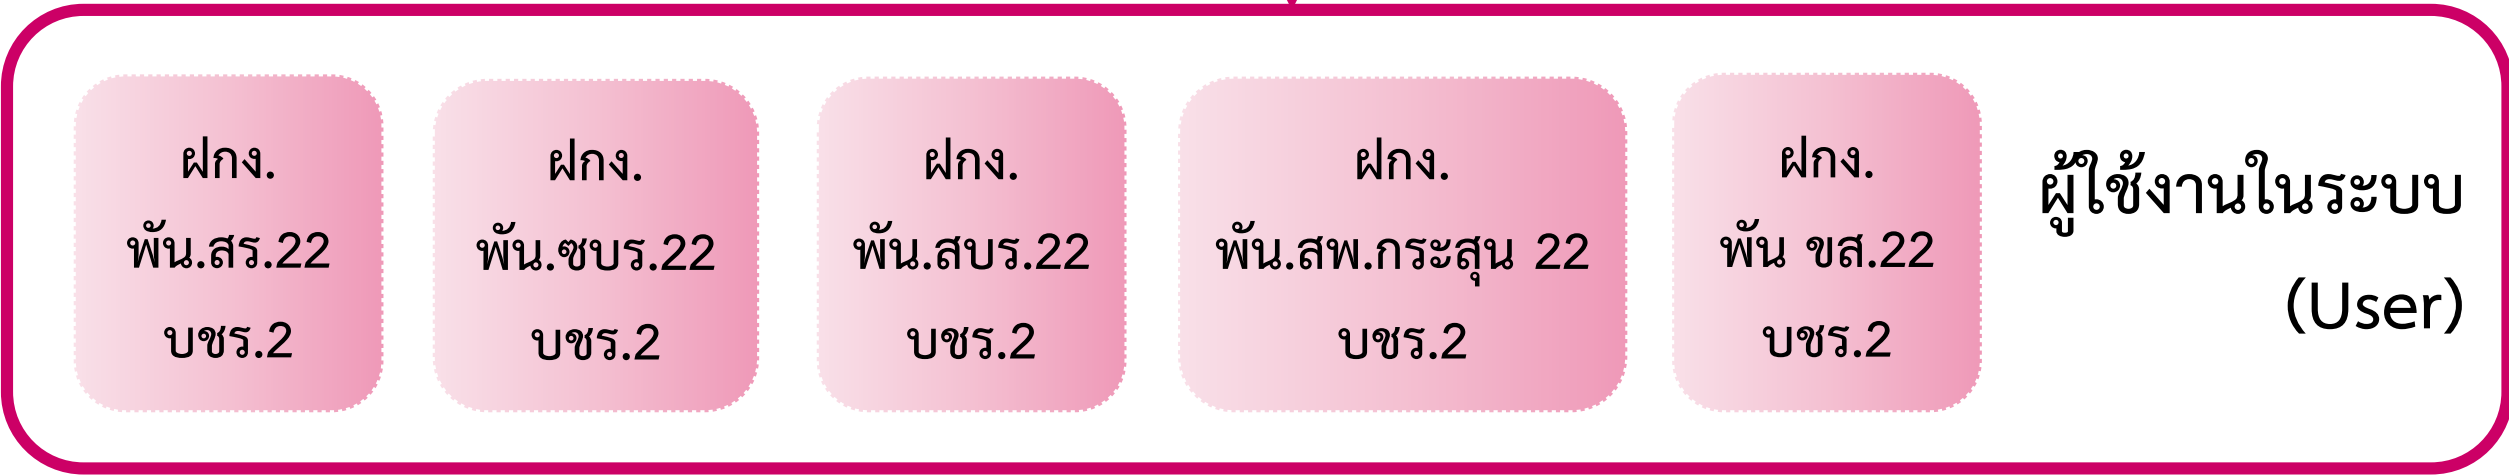 ฝกง.
พัน.สร.22
บชร.2
ฝกง.
พัน.ซบร.22
บชร.2
ฝกง.
พัน.สบร.22
บชร.2
ฝกง.
พัน.สพ.กระสุน 22
บชร.2
ฝกง.
พัน ขส.22
บชร.2
ผู้ใช้งานในระบบ
(User)